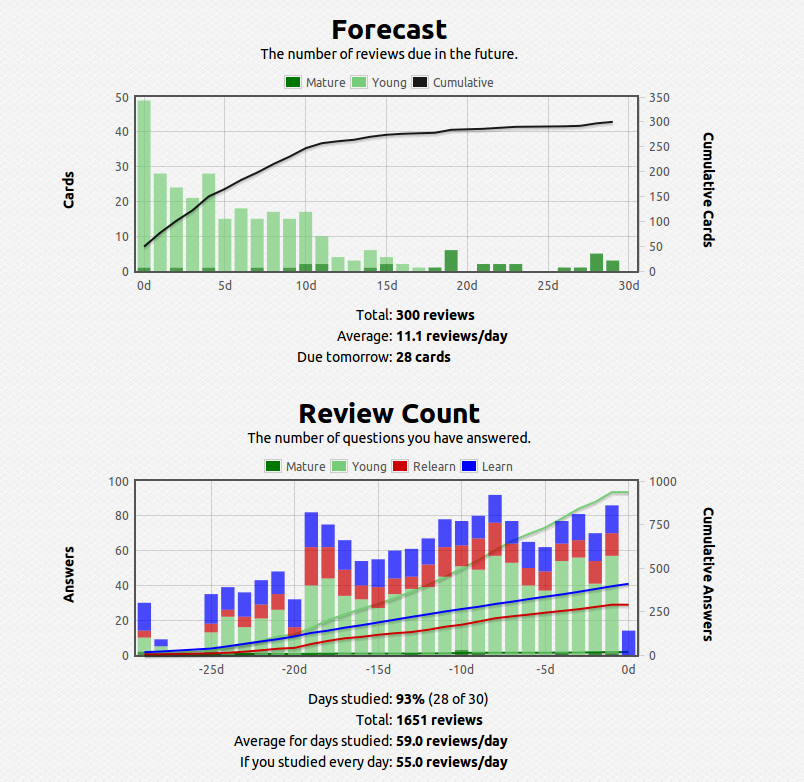 Forecast
The number of reviews due in the future.
Mature Young Cumulative
50 350
300
40
250
30 200
150
20
100
10
50
0 0
Cards
Cumulative Cards
0d 5d 10d 15d 20d 25d 30d
Total: 300 reviews
Average: 11.1 reviews/day
Due tomorrow: 28 cards
Review Count
The number of questions you have answered.
Mature Young Relearn Learn
100 1000
80
750
60
500
40
250
20
0 0
Answers
Cumulative Answers
-25d -20d -15d -10d -5d 0d
Days studied: 93% (28 of 30)
Total: 1651 reviews
Average for days studied: 59.0 reviews/day
If you studied every day: 55.0 reviews/day